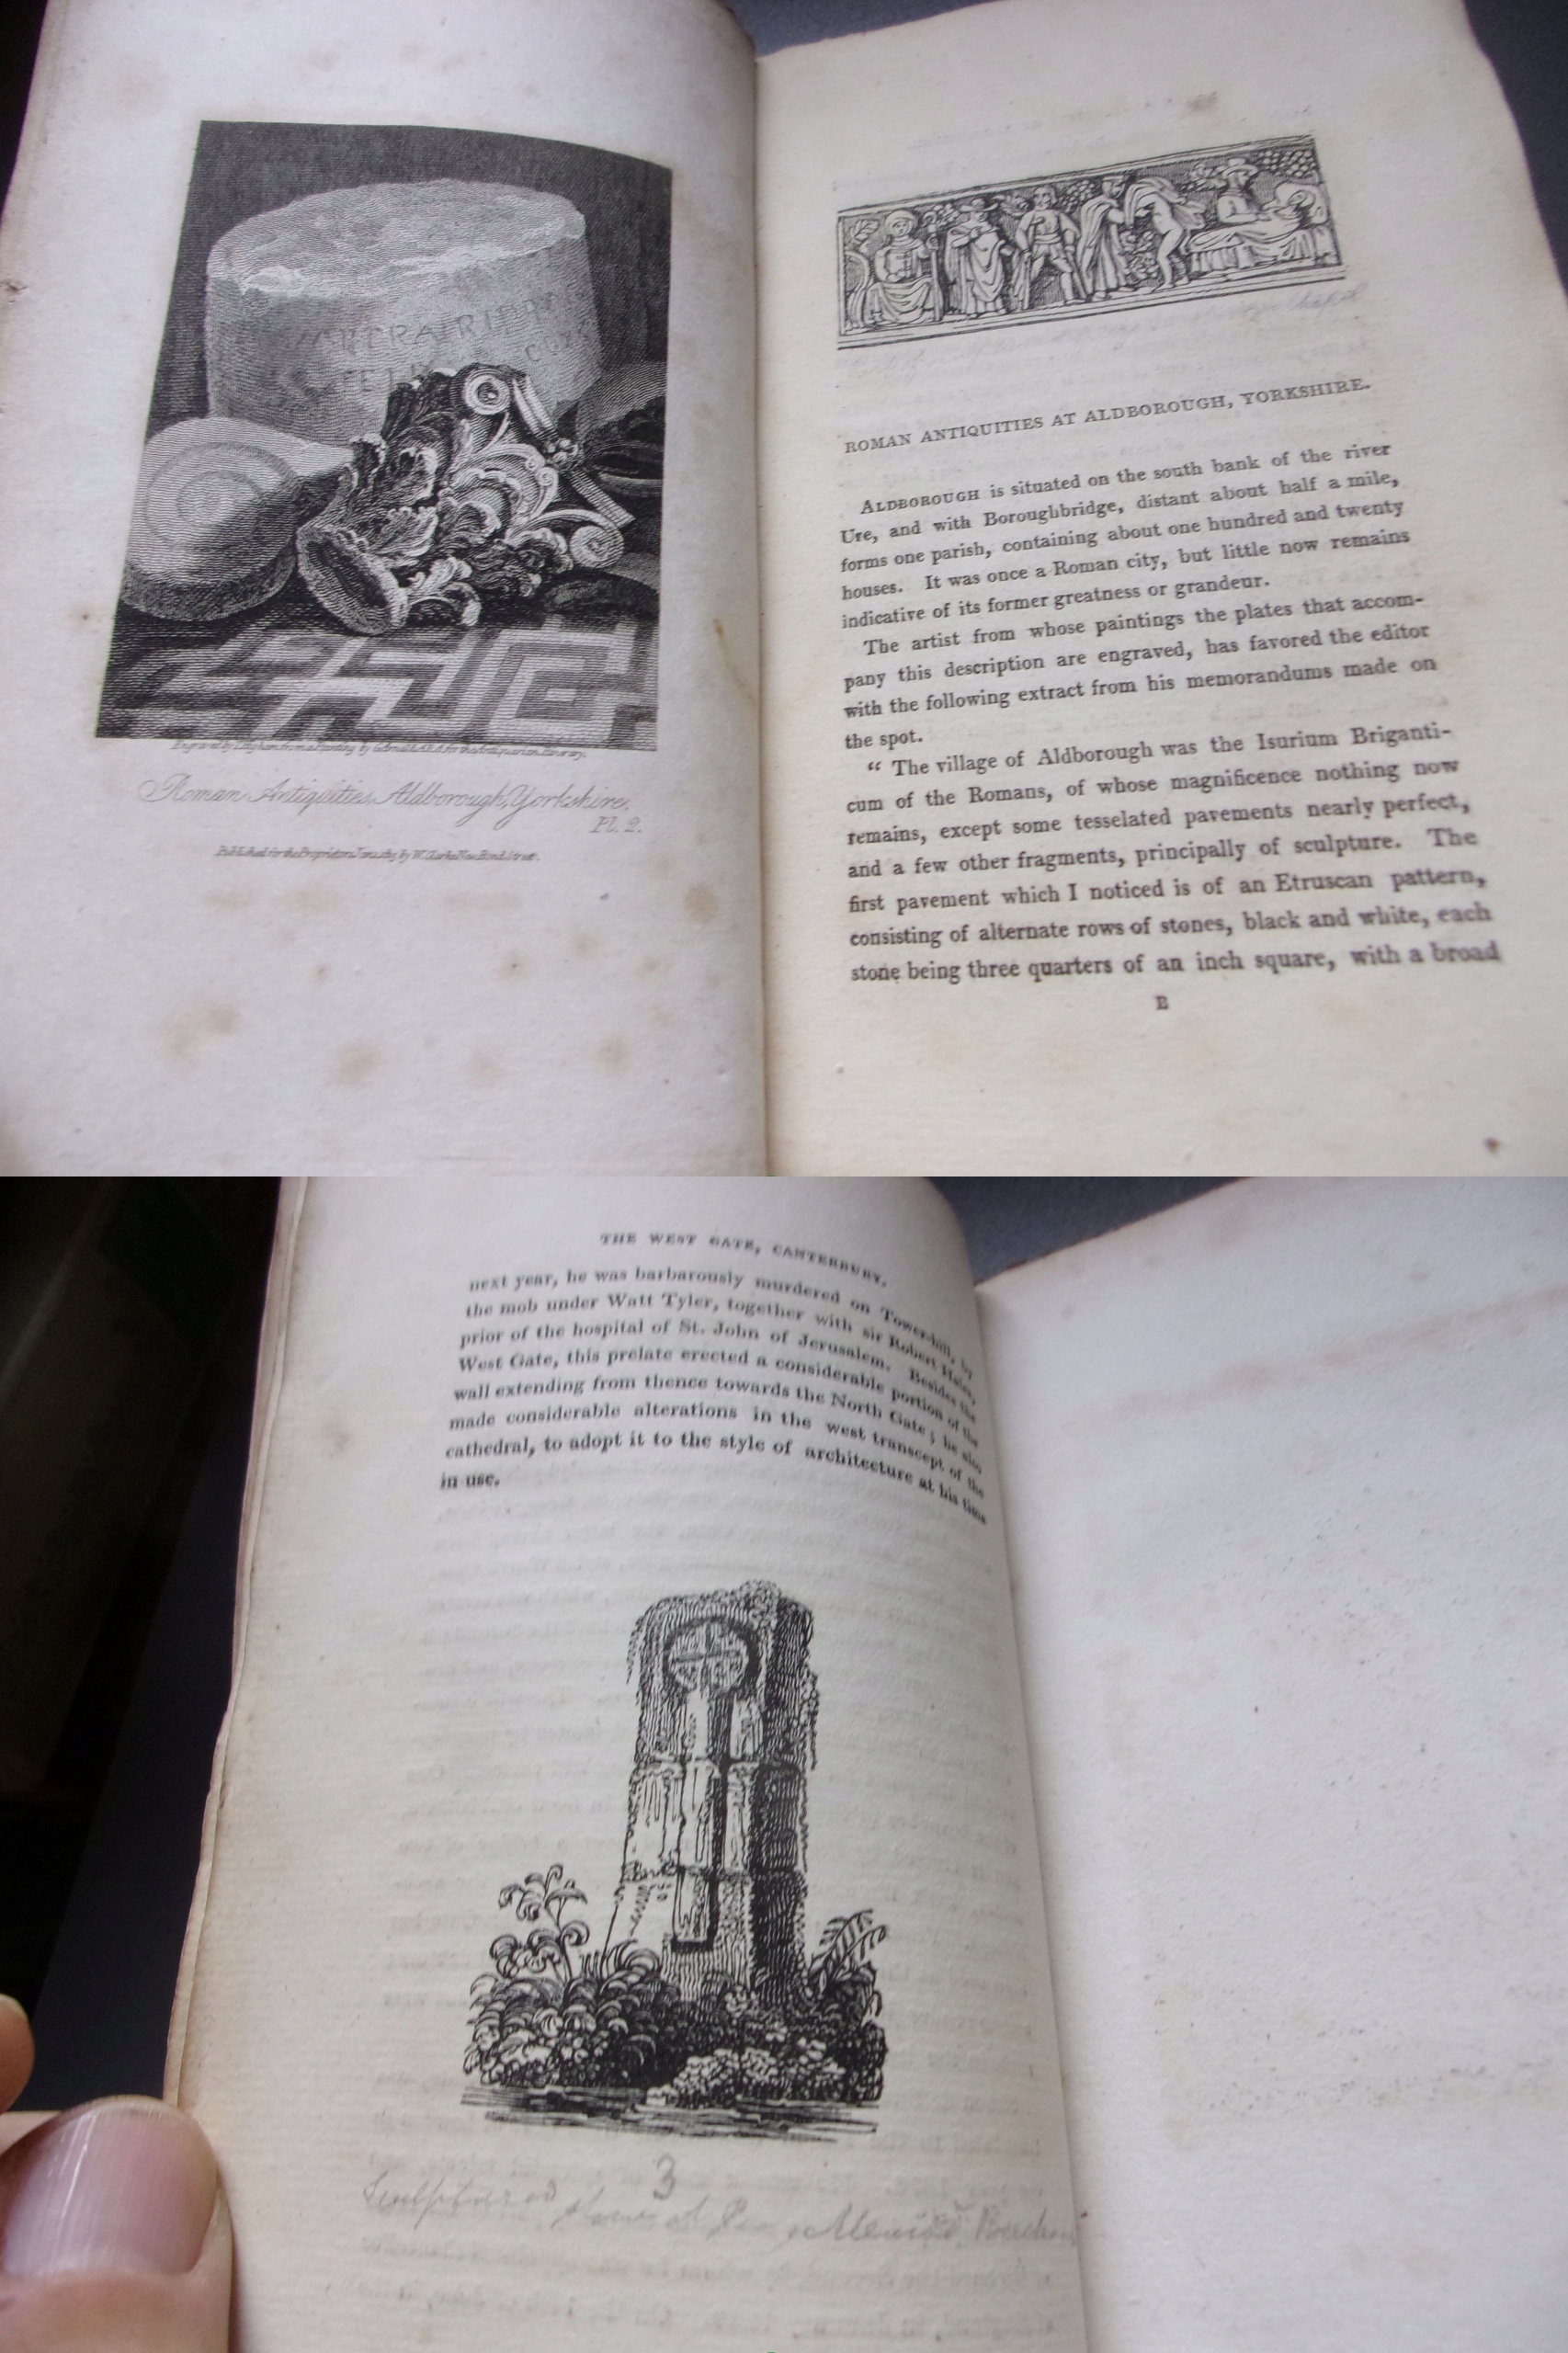 Roman Antiquities Aldborough, Yorkshire.
Pl. 2.
ROMAN ANTIQUITIES AT ALDBOROUGH, YORKSHIRE.
ALDBOROUGH is situated on the south bank of the river
Ure, and with Boroughbridge, distant about half a mile,
forms one parish, containing about one hundred and twenty
houses. It was once a Roman city, but little now remains
indicative of its former greatness or grandeur.
The artist from whose paintings the plates that accom-
pany this description are engraved, has favored the editor
with the following extract from his memorandums made on
the spot.
“ The village of Aldborough was the Isurium Briganti-
cum of the Romans, of whose magnificence nothing now
remains, except some tesselated pavements nearly perfect,
and a few other fragments, principally of sculpture. The
first pavement which I noticed is of an Etruscan pattern,
consisting of alternate rows of stones, black and white, each
stone being three quarters of an inch square, with a broad
B
THE WEST GATE, CANTERBURY.
next year, he was barbarously murdered on Tower-hill, by
the mob under Watt Tyler, together with sir Robert Hales,
prior of the hospital of St. John of Jerusalem. Besides the
West Gate, this prelate erected a considerable portion of the
wall extending from thence towards the North Gate; he also
made considerable alterations in the west transcept of the
cathedral, to adopt it to the style of architecture at his time
in use.
3